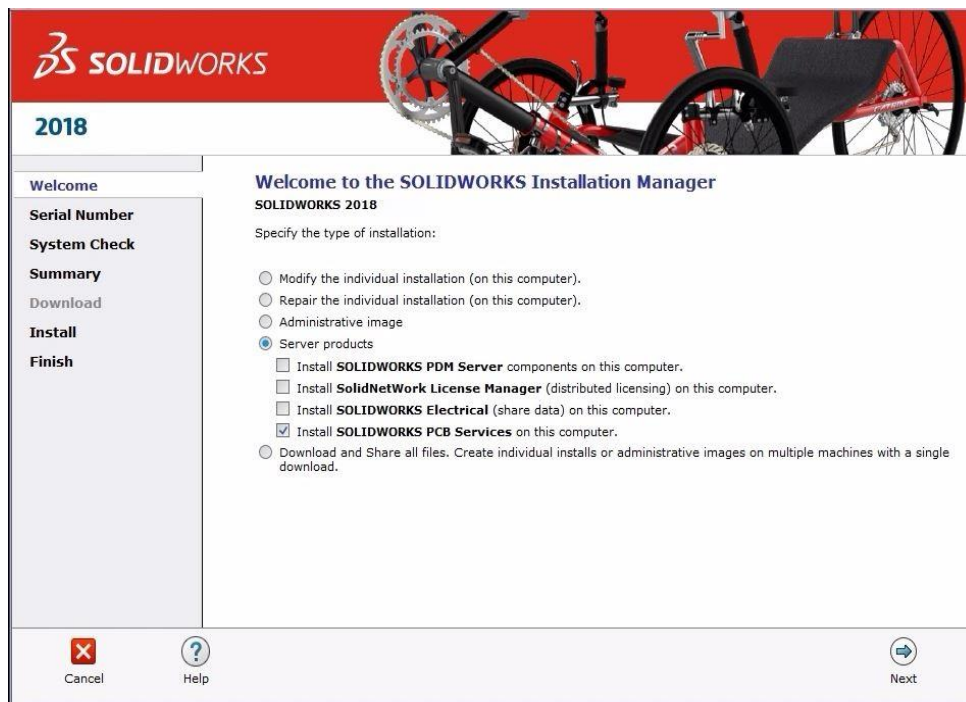 SOLIDWORKS
2018
Welcome
Serial Number
System Check
Summary
Download
Install
Finish
Welcome to the SOLIDWORKS Installation Manager
SOLIDWORKS 2018
Specify the type of installation:
Modify the individual installation (on this computer).
Repair the individual installation (on this computer).
Administrative image
Server products
Install SOLIDWORKS PDM Server components on this computer.
Install SolidNetWork License Manager (distributed licensing) on this computer.
Install SOLIDWORKS Electrical (share data) on this computer.
Install SOLIDWORKS PCB Services on this computer.
Download and Share all files. Create individual installs or administrative images on multiple machines with a single
download.
Cancel
Help
Next